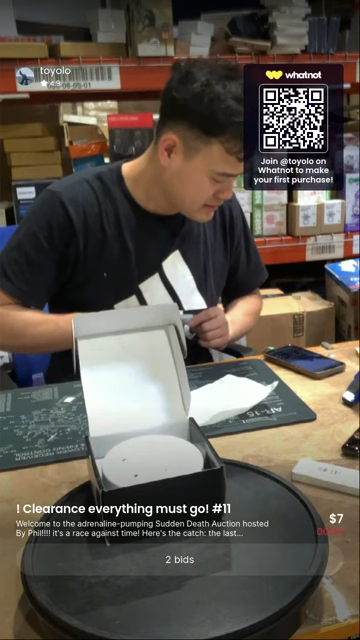 toyolo
whatnot
Join @toyolo on
Whatnot to make
your first purchase!
AR-15
! Clearance everything must go! #11
$7
Welcome to the adrenaline-pumping Sudden Death Auction hosted
By Phil!!!! it's a race against time! Here's the catch: the last...
2 bids